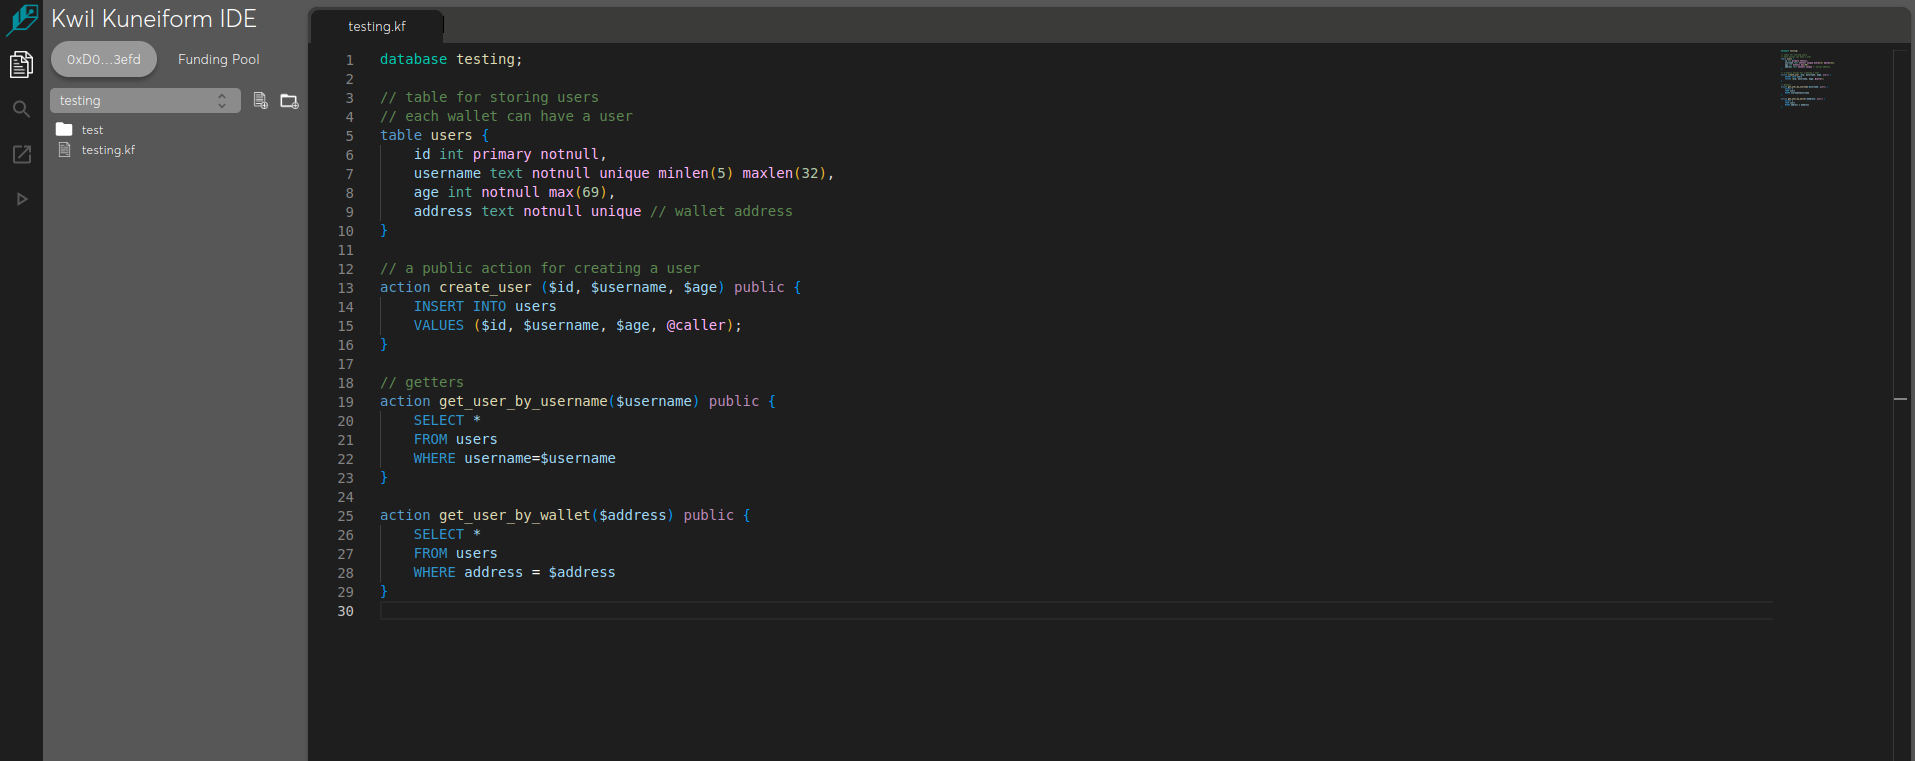 Kwil Kuneiform IDE
0xD0...3efd Funding Pool
testing
test
testing.kf
testing.kf
1 database testing;
2
3 // table for storing users
4 // each wallet can have a user
5 table users {
6 id int primary notnull,
7 username text notnull unique minlen(5) maxlen(32),
8 age int notnull max(69),
9 address text notnull unique // wallet address
10 }
11
12 // a public action for creating a user
13 action create_user ($id, $username, $age) public {
14 INSERT INTO users
15 VALUES ($id, $username, $age, @caller);
16 }
17
18 // getters
19 action get_user_by_username($username) public {
20 SELECT *
21 FROM users
22 WHERE username=$username
23 }
24
25 action get_user_by_wallet($address) public {
26 SELECT *
27 FROM users
28 WHERE address = $address
29 }
30